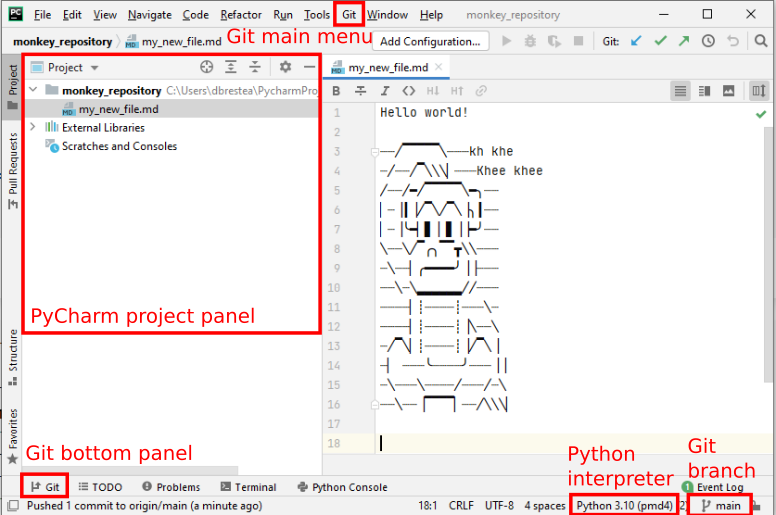 PC File Edit View Navigate Code Refactor Run Tools Git Window Help monkey_repository
monkey_repository my_new_file.md Git main menu Add Configuration... Git:
Project
Project
my_new_file.md
monkey_repository C:\Users\dbrestea\PycharmPro
my_new_file.md
External Libraries
Scratches and Consoles
Pull Requests
PyCharm project panel
Structure
Favorites
B I <> H↓ H↑
1 Hello world!
2
3 kh khe
4 Khee khee
5
6
7
8
9
10
11
12
13
14
15
16
17
18
Git bottom panel
Python interpreter
Git branch
Git TODO Problems Terminal Python Console 1 Event Log
Pushed 1 commit to origin/main (a minute ago) 18:1 CRLF UTF-8 4 spaces Python 3.10 (pmd4) main